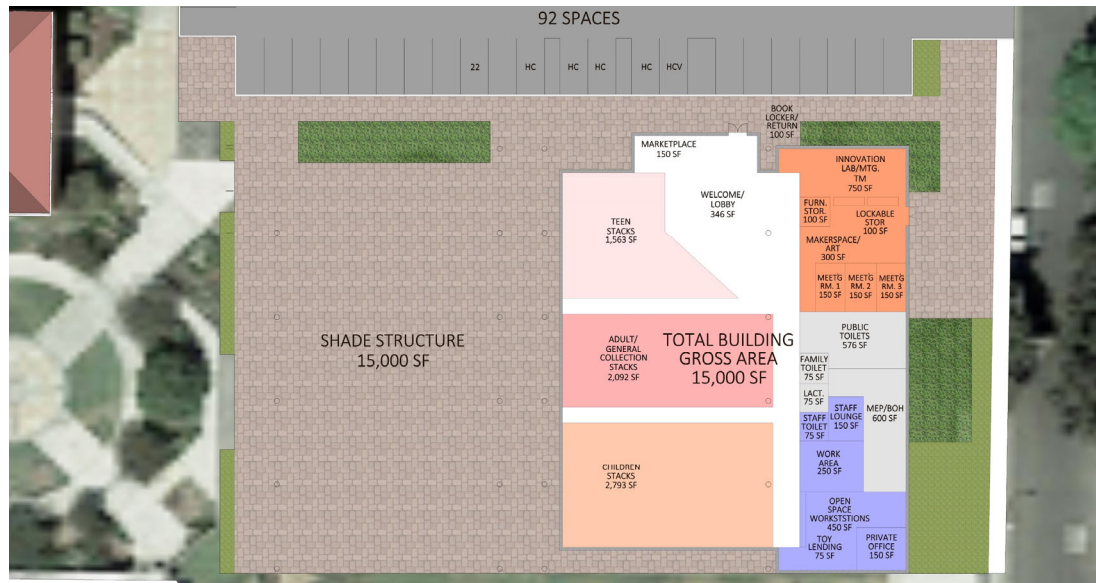 92 SPACES
22
HC
HC
HC
HC
HCV
BOOK
LOCKER/
RETURN
100 SF
MARKETPLACE
150 SF
INNOVATION
LAB/MTG.
TM
750 SF
WELCOME/
LOBBY
346 SF
FURN.
STOR.
100 SF
LOCKABLE
STOR
100 SF
TEEN
STACKS
1,563 SF
MAKERSPACE/
ART
300 SF
MEET'G
RM. 1
150 SF
MEET'G
RM. 2
150 SF
MEET'G
RM. 3
150 SF
SHADE STRUCTURE
15,000 SF
ADULT/
GENERAL
COLLECTION
STACKS
2,092 SF
TOTAL BUILDING
GROSS AREA
15,000 SF
PUBLIC
TOILETS
576 SF
FAMILY
TOILET
75 SF
LACT.
75 SF
STAFF
LOUNGE
150 SF
MEP/BOH
600 SF
STAFF
TOILET
75 SF
WORK
AREA
250 SF
CHILDREN
STACKS
2,793 SF
OPEN
SPACE
WORKSTSTIONS
450 SF
TOY
LENDING
75 SF
PRIVATE
OFFICE
150 SF